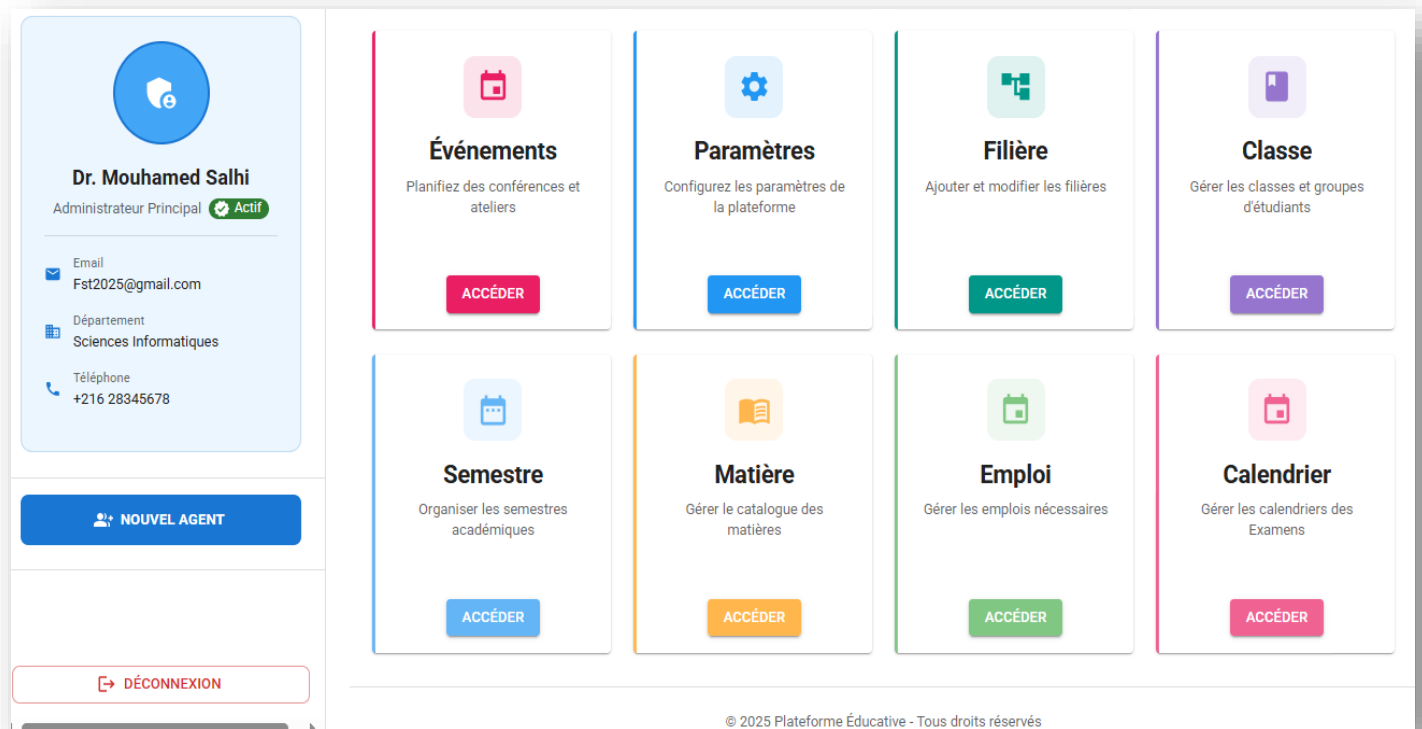 Dr. Mouhamed Salhi
Administrateur Principal Actif
Email
Fst2025@gmail.com
Département
Sciences Informatiques
Téléphone
+216 28345678
NOUVEL AGENT
DÉCONNEXION
Événements
Planifiez des conférences et
ateliers
ACCÉDER
Paramètres
Configurez les paramètres de
la plateforme
ACCÉDER
Filière
Ajouter et modifier les filières
ACCÉDER
Classe
Gérer les classes et groupes
d'étudiants
ACCÉDER
Semestre
Organiser les semestres
académiques
ACCÉDER
Matière
Gérer le catalogue des
matières
ACCÉDER
Emploi
Gérer les emplois nécessaires
ACCÉDER
Calendrier
Gérer les calendriers des
Examens
ACCÉDER
© 2025 Plateforme Éducative - Tous droits réservés